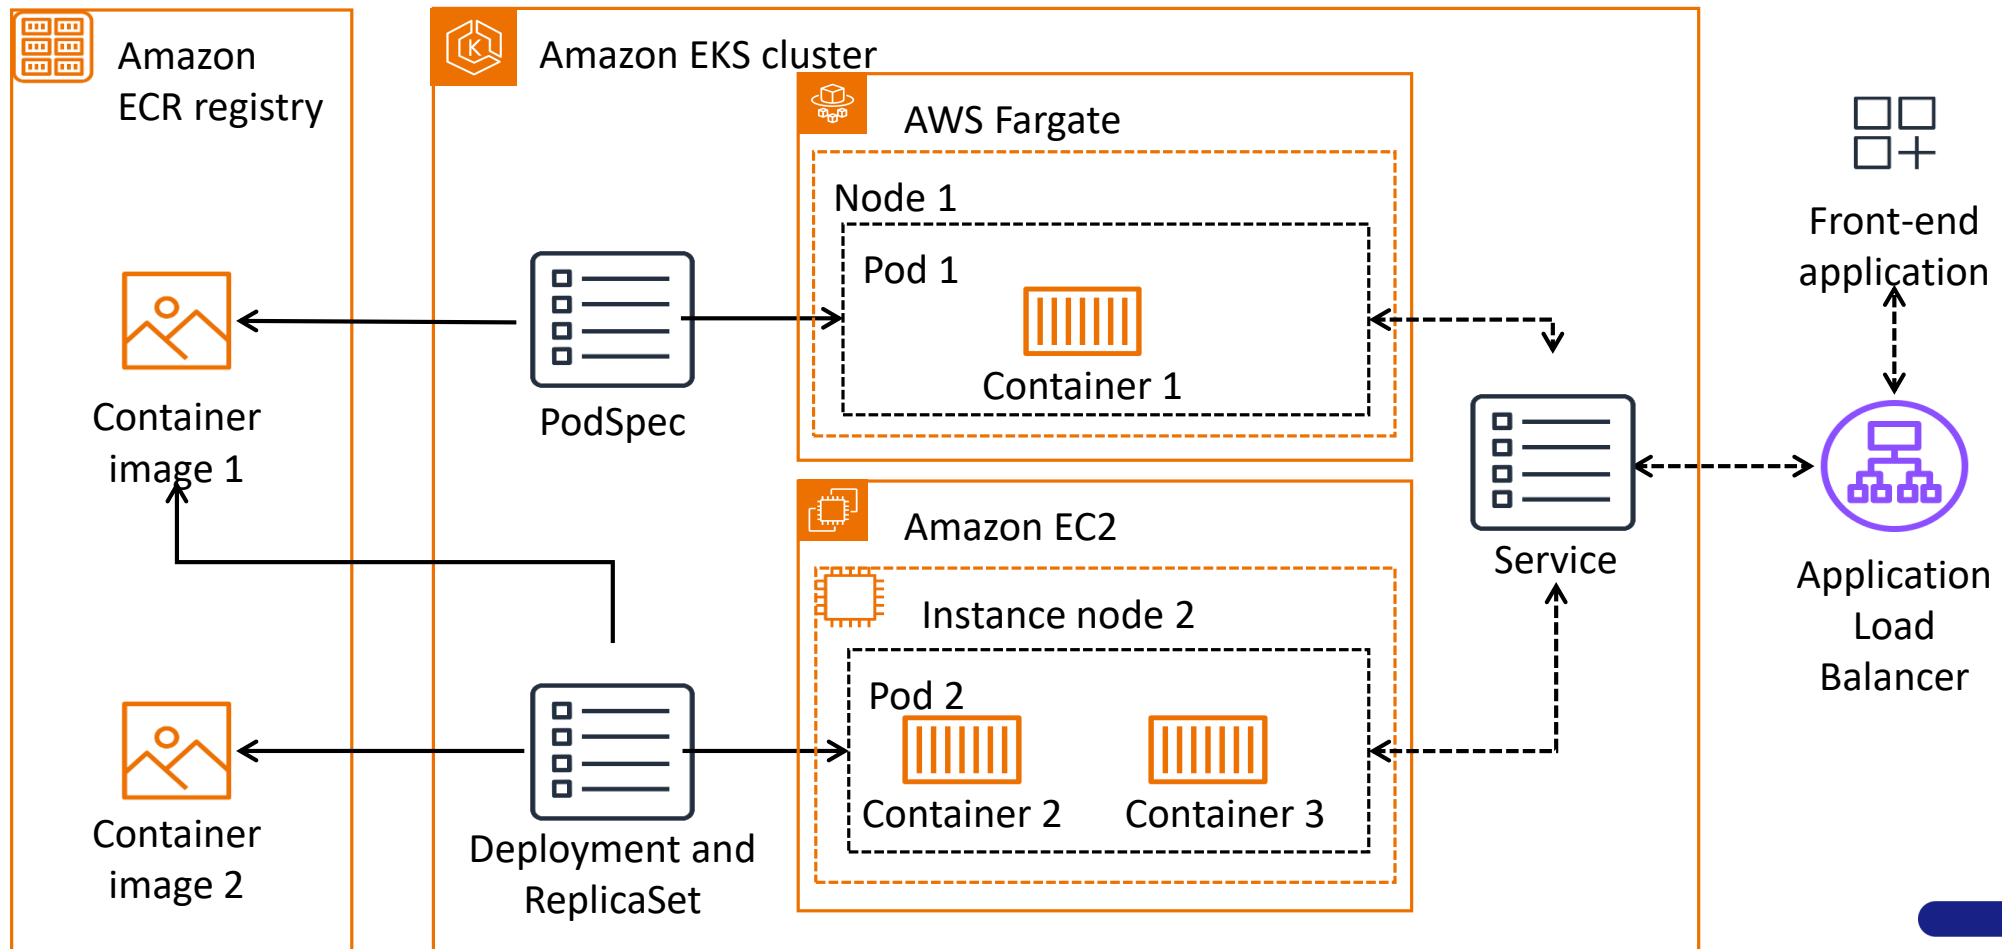 Amazon
ECR registry
Container
image 1
Container
image 2
Amazon EKS cluster
PodSpec
Deployment and
ReplicaSet
AWS Fargate
Node 1
Pod 1
Container 1
Amazon EC2
Instance node 2
Pod 2
Container 2
Container 3
Service
Front-end
application
Application
Load
Balancer